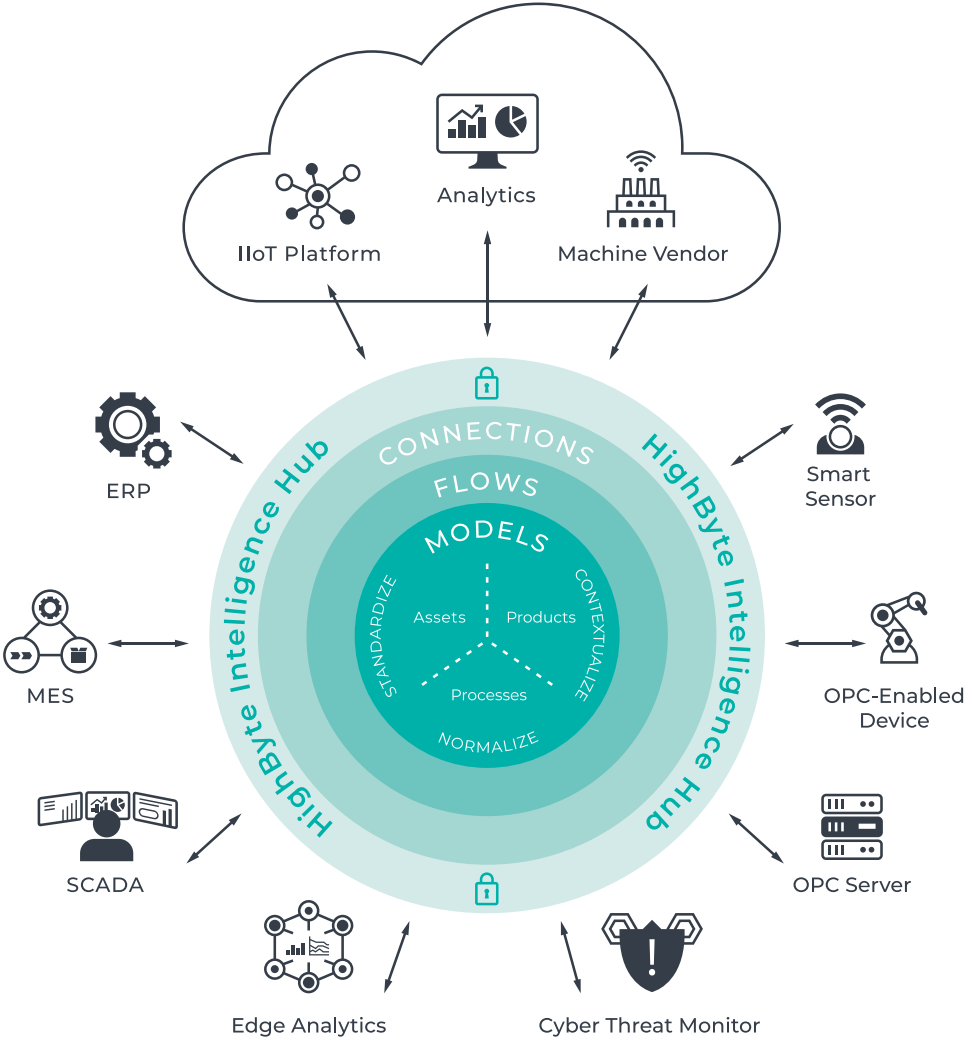 Analytics
IIoT Platform
Machine Vendor
ERP
Smart
Sensor
MES
OPC-Enabled
Device
SCADA
OPC Server
Edge Analytics
Cyber Threat Monitor
HighByte Intelligence Hub
HighByte Intelligence Hub
CONNECTIONS
FLOWS
MODELS
STANDARDIZE
CONTEXTUALIZE
NORMALIZE
Assets
Products
Processes